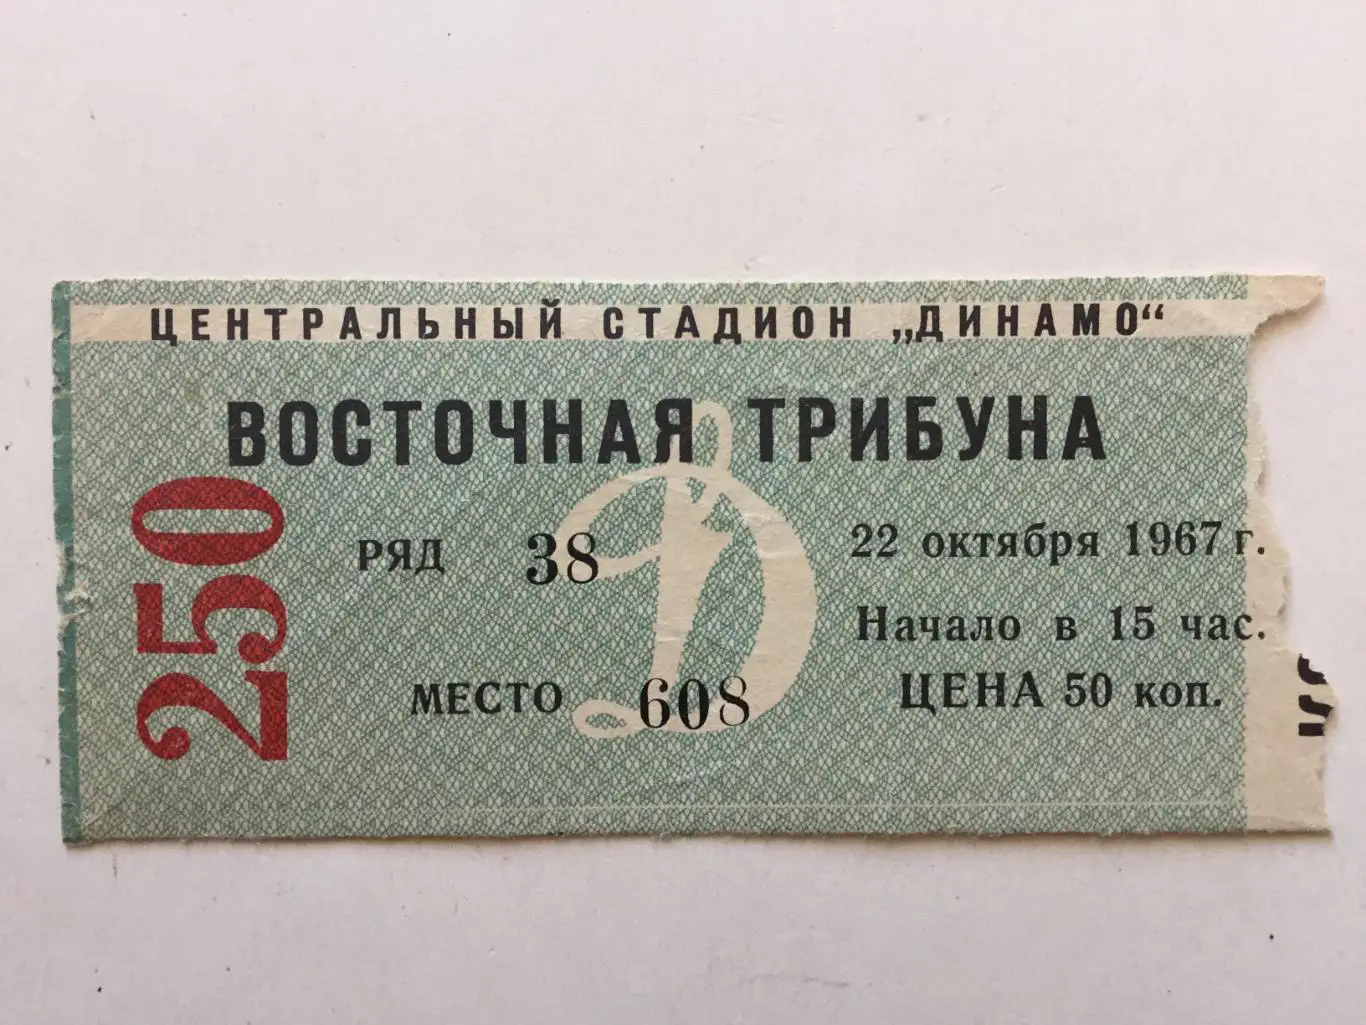 ЦЕНТРАЛЬНЫЙ СТАДИОН „ДИНАМО“
ВОСТОЧНАЯ ТРИБУНА
250
РЯД 38
22 октября 1967 г.
Начало в 15 час.
МЕСТО 608
ЦЕНА 50 коп.
Д